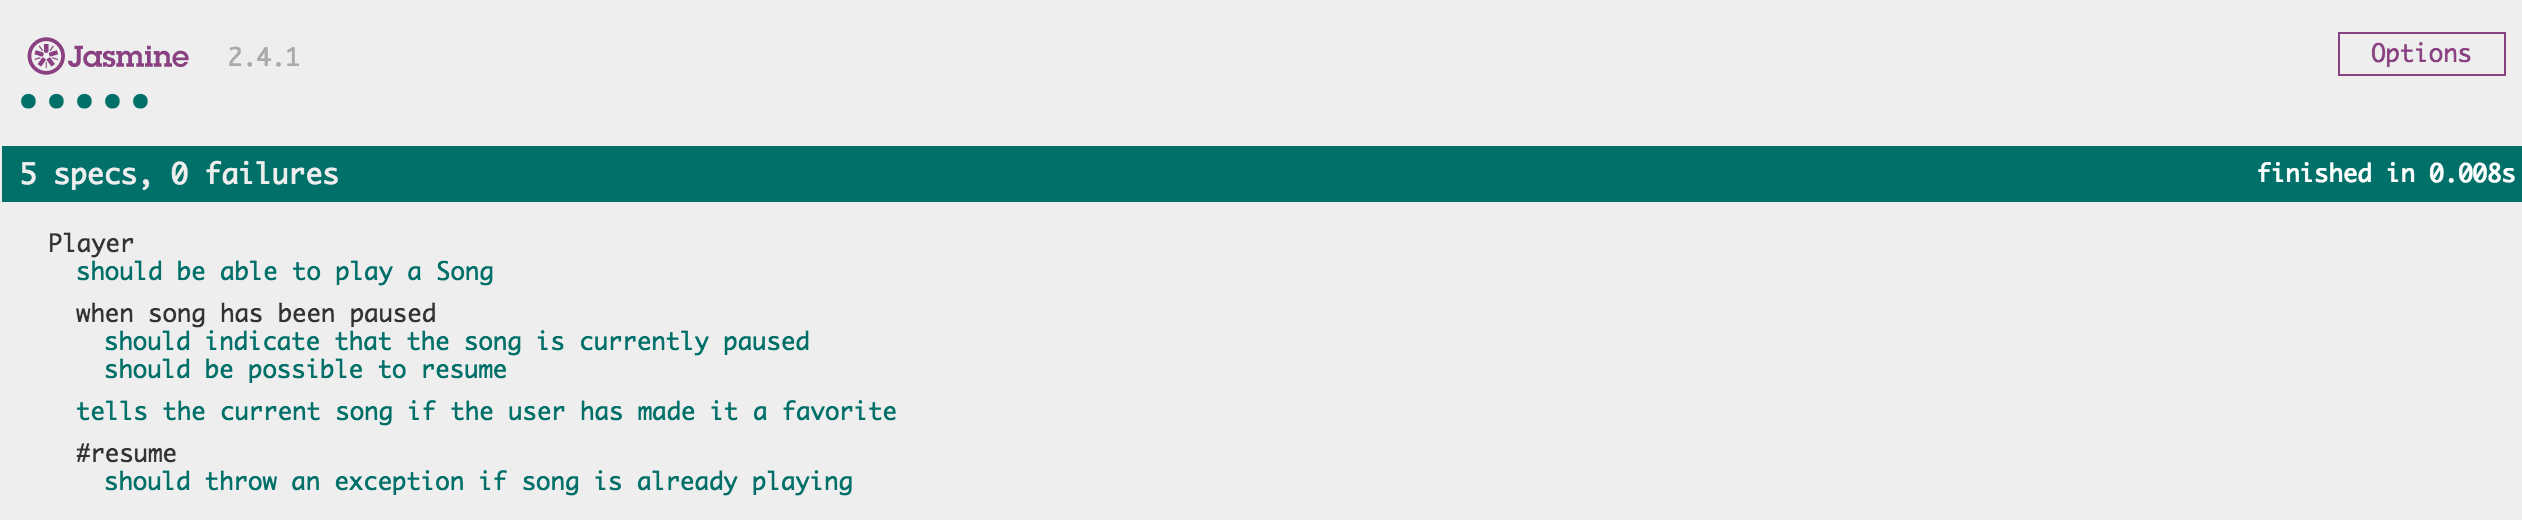 Jasmine 2.4.1 Options
5 specs, 0 failures finished in 0.008s
Player
should be able to play a Song
when song has been paused
should indicate that the song is currently paused
should be possible to resume
tells the current song if the user has made it a favorite
#resume
should throw an exception if song is already playing